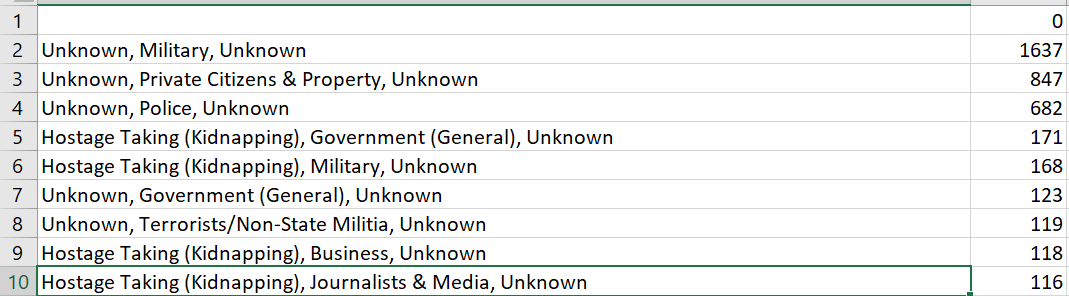 1 0
2 Unknown, Military, Unknown 1637
3 Unknown, Private Citizens & Property, Unknown 847
4 Unknown, Police, Unknown 682
5 Hostage Taking (Kidnapping), Government (General), Unknown 171
6 Hostage Taking (Kidnapping), Military, Unknown 168
7 Unknown, Government (General), Unknown 123
8 Unknown, Terrorists/Non-State Militia, Unknown 119
9 Hostage Taking (Kidnapping), Business, Unknown 118
10 Hostage Taking (Kidnapping), Journalists & Media, Unknown 116